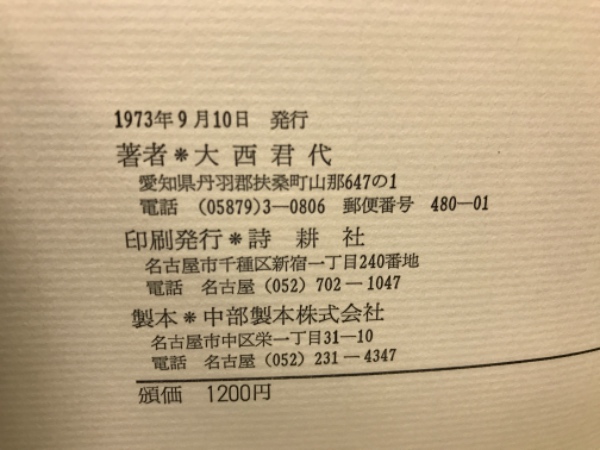 1973年9月10日 発行
著者＊大西君代
愛知県丹羽郡扶桑町山那647の1
電話 (05879)3―0806 郵便番号 480―01
印刷発行＊詩耕社
名古屋市千種区新宿一丁目240番地
電話 名古屋(052) 702―1047
製本＊中部製本株式会社
名古屋市中区栄一丁目31―10
電話 名古屋(052) 231―4347
頒価 1200円